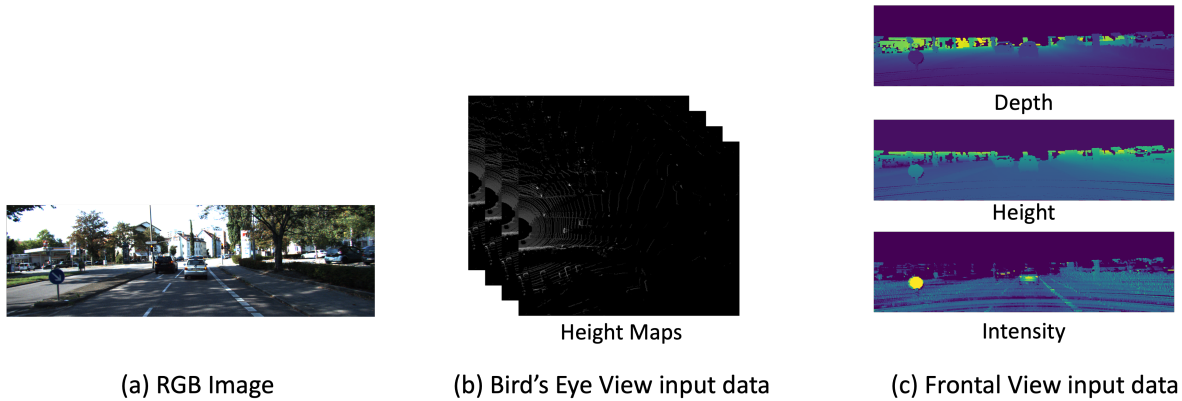 Depth
Height
Intensity
Height Maps
(a) RGB Image
(b) Bird's Eye View input data
(c) Frontal View input data